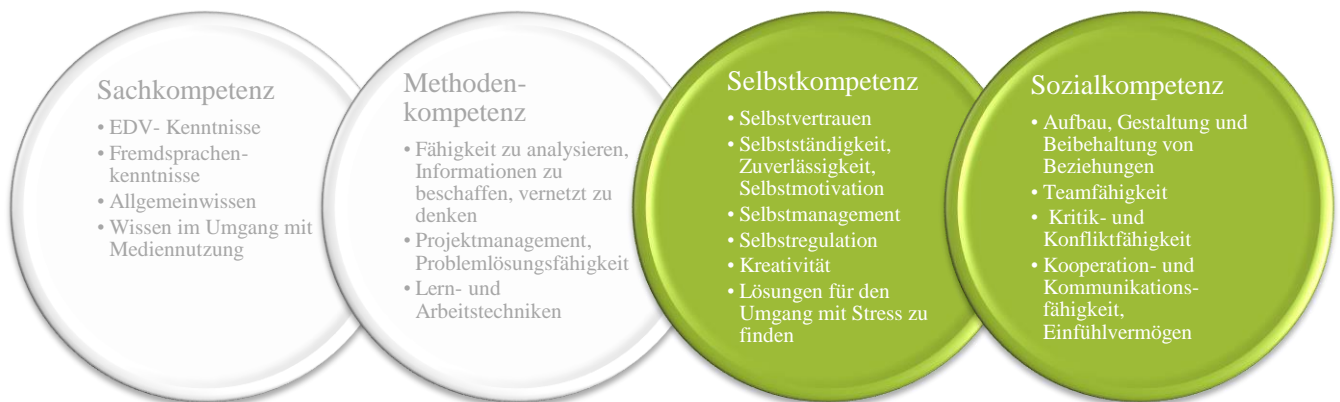 Sachkompetenz
• EDV- Kenntnisse
• Fremdsprachen-
kenntnisse
• Allgemeinwissen
• Wissen im Umgang mit
Mediennutzung
Methoden-
kompetenz
• Fähigkeit zu analysieren,
Informationen zu
beschaffen, vernetzt zu
denken
• Projektmanagement,
Problemlösungsfähigkeit
• Lern- und
Arbeitstechniken
Selbstkompetenz
• Selbstvertrauen
• Selbstständigkeit,
Zuverlässigkeit,
Selbstmotivation
• Selbstmanagement
• Selbstregulation
• Kreativität
• Lösungen für den
Umgang mit Stress zu
finden
Sozialkompetenz
• Aufbau, Gestaltung und
Beibehaltung von
Beziehungen
• Teamfähigkeit
• Kritik- und
Konfliktfähigkeit
• Kooperation- und
Kommunikations-
fähigkeit,
Einfühlvermögen